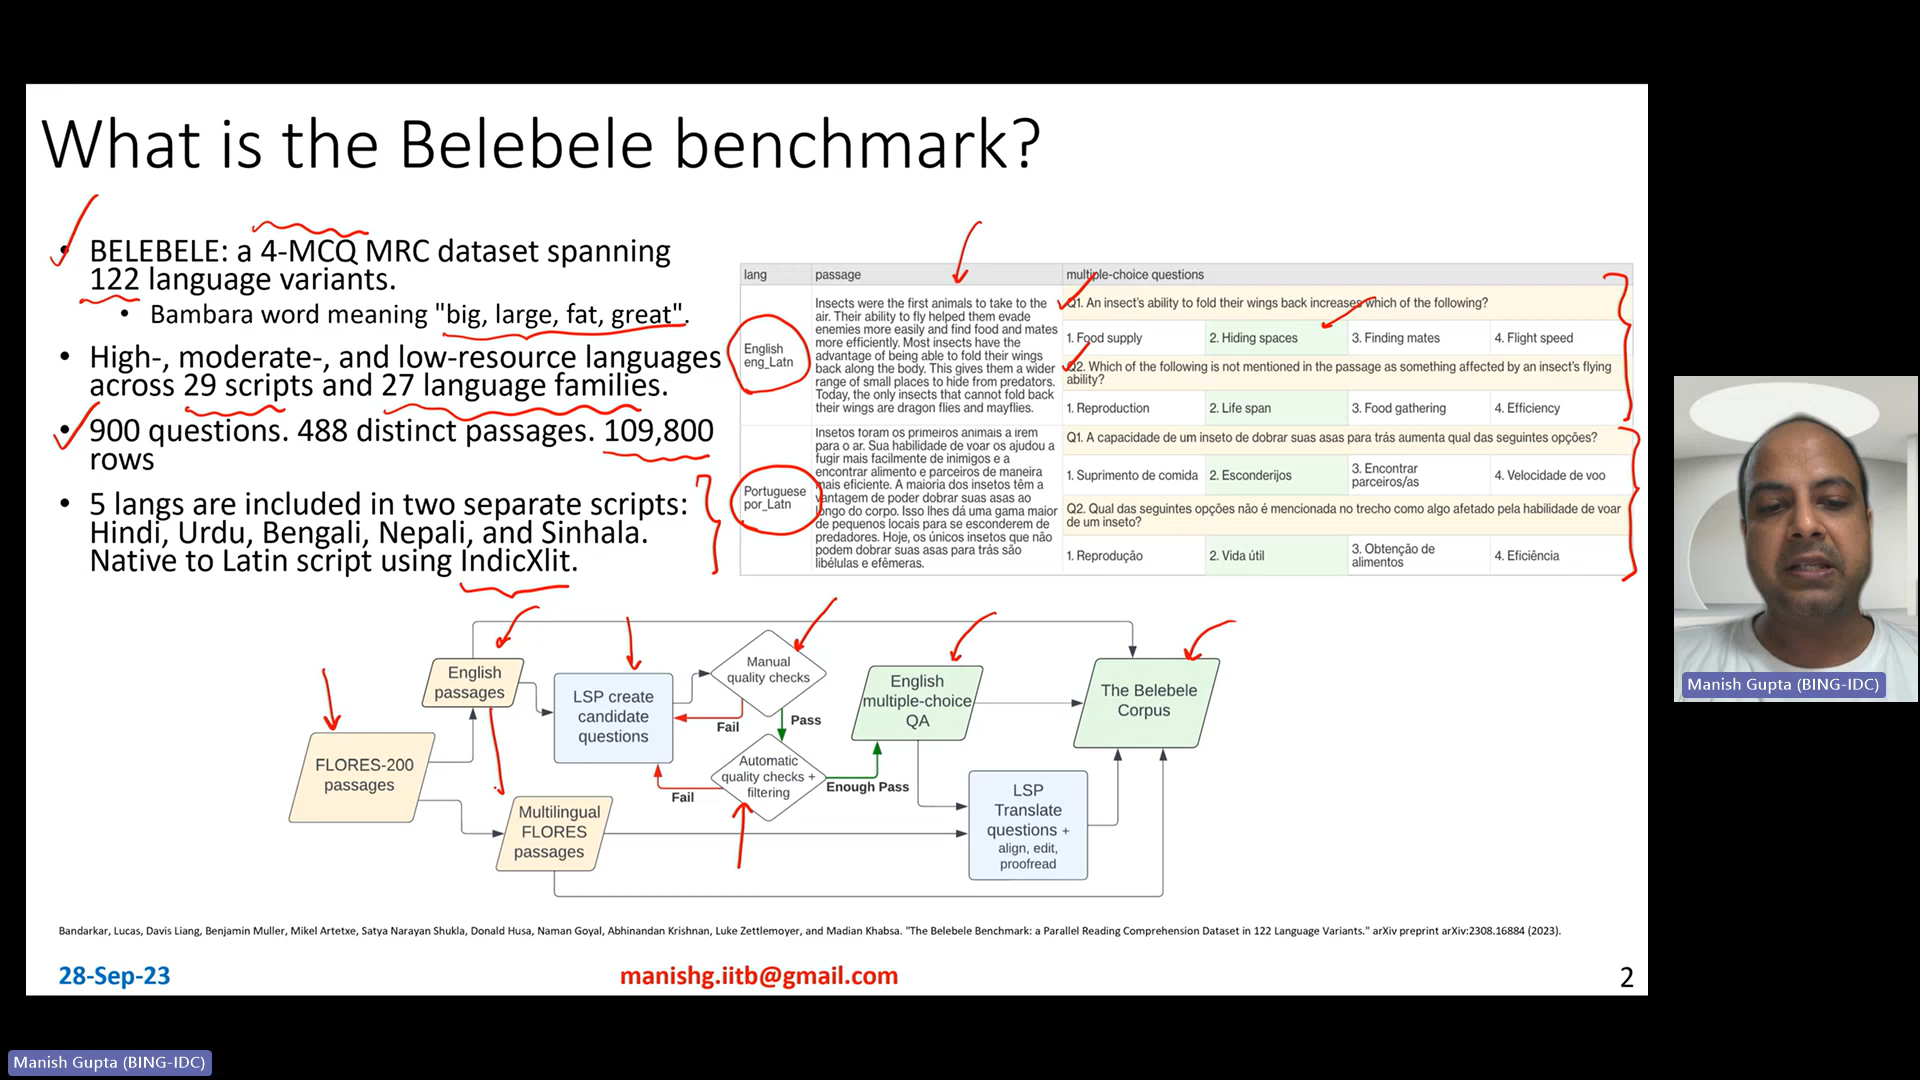 What is the Belebele benchmark?
• BELEBELE: a 4-MCQ MRC dataset spanning
122 language variants.
• Bambara word meaning "big, large, fat, great".
• High-, moderate-, and low-resource languages
across 29 scripts and 27 language families.
• 900 questions. 488 distinct passages. 109,800
rows
• 5 langs are included in two separate scripts:
Hindi, Urdu, Bengali, Nepali, and Sinhala.
Native to Latin script using IndicXlit.
lang passage multiple-choice questions
English
eng_Latn
Insects were the first animals to take to the
air. Their ability to fly helped them evade
enemies more easily and find food and mates
more efficiently. Most insects have the
advantage of being able to fold their wings
back along the body. This gives them a wider
range of small places to hide from predators.
Today, the only insects that cannot fold back
their wings are dragon flies and mayflies.
Q1. An insect's ability to fold their wings back increases which of the following?
1. Food supply 2. Hiding spaces 3. Finding mates 4. Flight speed
Q2. Which of the following is not mentioned in the passage as something affected by an insect's flying
ability?
1. Reproduction 2. Life span 3. Food gathering 4. Efficiency
Portuguese
por_Latn
Insetos foram os primeiros animais a irem
para o ar. Sua habilidade de voar os ajudou a
fugir mais facilmente de inimigos e a
encontrar alimento e parceiros de maneira
mais eficiente. A maioria dos insetos têm a
vantagem de poder dobrar suas asas ao
longo do corpo. Isso lhes dá uma gama maior
de pequenos locais para se esconderem de
predadores. Hoje, os únicos insetos que não
podem dobrar suas asas para trás são
libélulas e efêmeras.
Q1. A capacidade de um inseto de dobrar suas asas para trás aumenta qual das seguintes opções?
1. Suprimento de comida 2. Esconderijos 3. Encontrar
parceiros/as 4. Velocidade de voo
Q2. Qual das seguintes opções não é mencionada no trecho como algo afetado pela habilidade de voar
de um inseto?
1. Reprodução 2. Vida útil 3. Obtenção de
alimentos 4. Eficiência
FLORES-200
passages
English
passages
Multilingual
FLORES
passages
LSP create
candidate
questions
Manual
quality checks
Fail
Pass
Automatic
quality checks +
filtering
Fail
Enough Pass
English
multiple-choice
QA
LSP
Translate
questions +
align, edit,
proofread
The Belebele
Corpus
Bandarkar, Lucas, Davis Liang, Benjamin Muller, Mikel Artetxe, Satya Narayan Shukla, Donald Husa, Naman Goyal, Abhinandan Krishnan, Luke Zettlemoyer, and Madian Khabsa. "The Belebele Benchmark: a Parallel Reading Comprehension Dataset in 122 Language Variants." arXiv preprint arXiv:2308.16884 (2023).
28-Sep-23 manishg.iitb@gmail.com 2
Manish Gupta (BING-IDC)
Manish Gupta (BING-IDC)